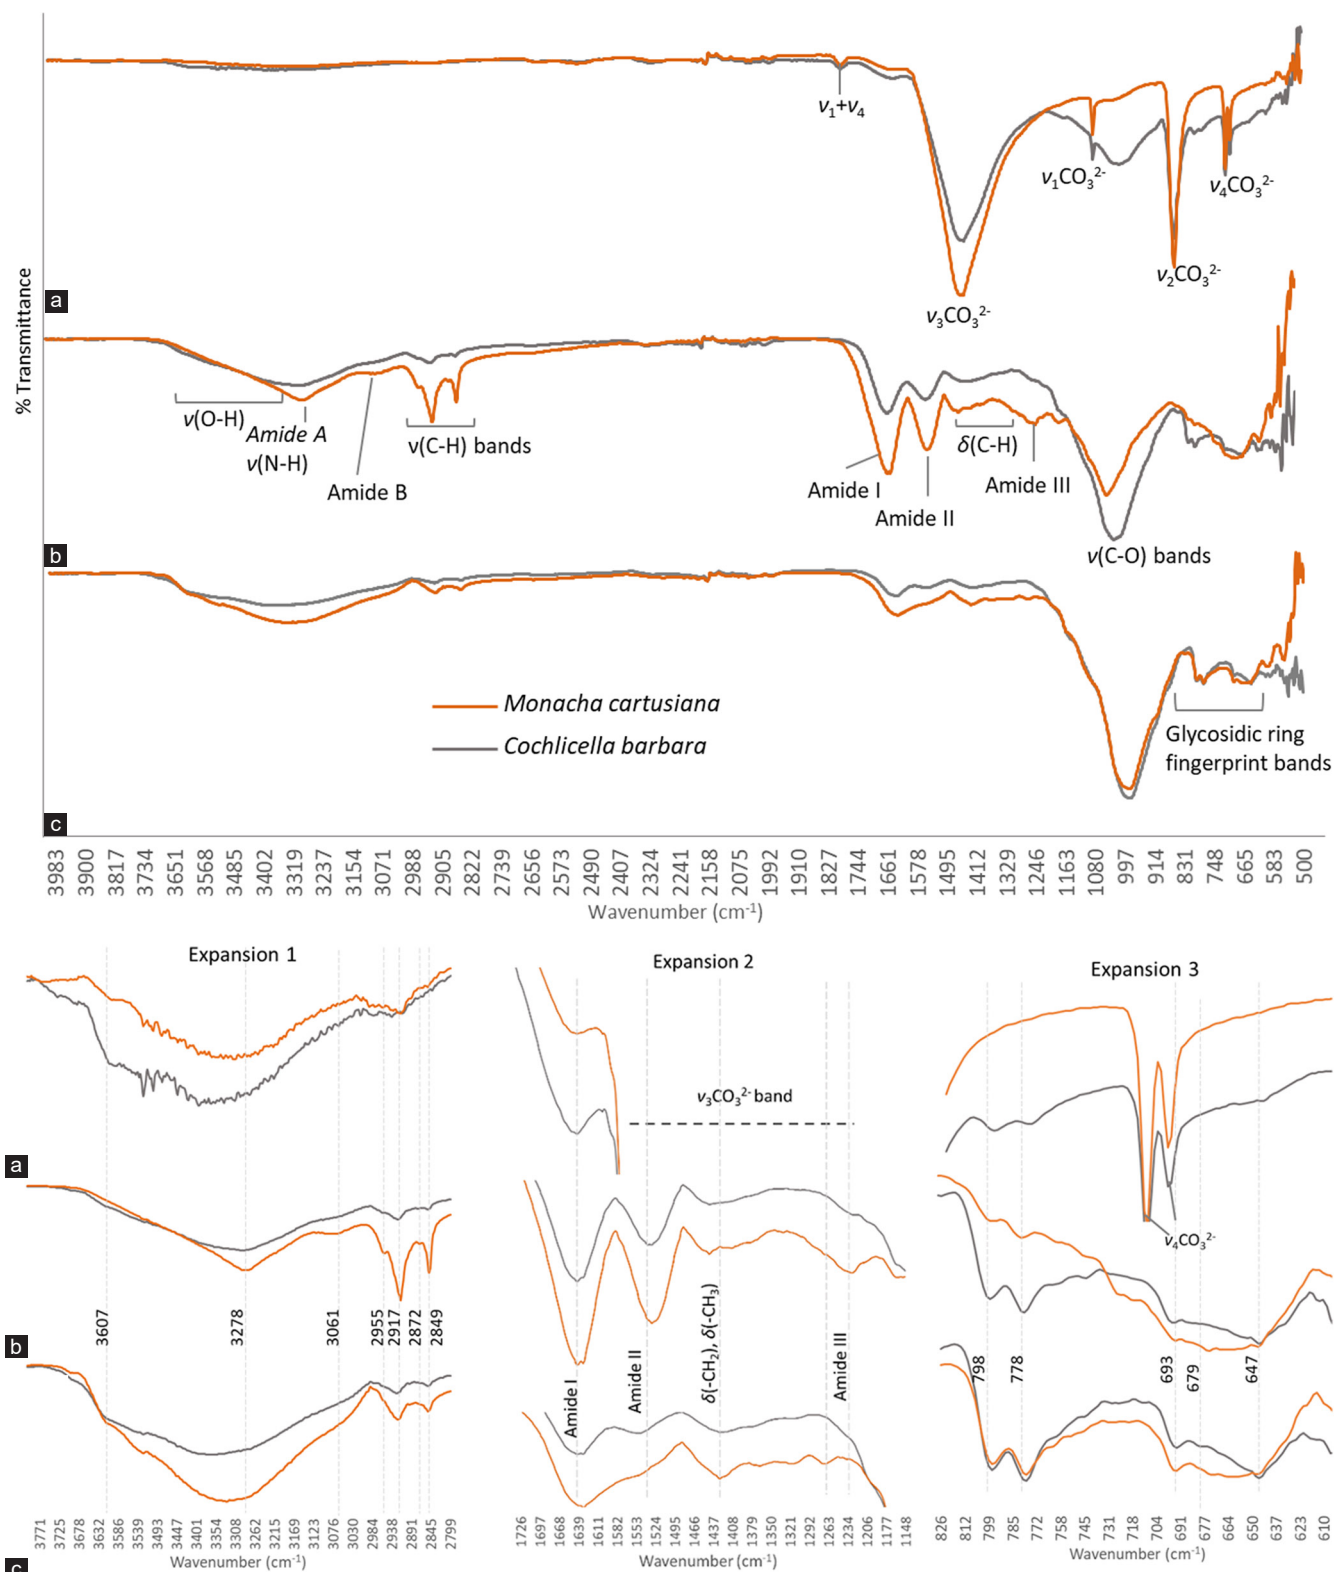 ν₁+ν₄
ν₁CO₃²⁻
ν₄CO₃²⁻
ν₂CO₃²⁻
ν₃CO₃²⁻
% Transmittance
a
ν(O-H)
Amide A
ν(N-H)
Amide B
ν(C-H) bands
Amide I
Amide II
δ(C-H)
Amide III
ν(C-O) bands
b
Monacha cartusiana
Cochlicella barbara
Glycosidic ring
fingerprint bands
c
3983 3900 3817 3734 3651 3568 3485 3402 3319 3237 3154 3071 2988 2905 2822 2739 2656 2573 2490 2407 2324 2241 2158 2075 1992 1910 1827 1744 1661 1578 1495 1412 1329 1246 1163 1080 997 914 831 748 665 583 500
Wavenumber (cm⁻¹)
Expansion 1
a
3607 3278 3061 2955 2917 2872 2849
b
3771 3725 3678 3632 3586 3539 3493 3447 3401 3354 3308 3262 3215 3169 3123 3076 3030 2984 2938 2891 2845 2799
Wavenumber (cm⁻¹)
c
Expansion 2
ν₃CO₃²⁻ band
Amide I
Amide II
δ(-CH₂), δ(-CH₃)
Amide III
1726 1697 1668 1639 1611 1582 1553 1524 1495 1466 1437 1408 1379 1350 1321 1292 1263 1234 1206 1177 1148
Wavenumber (cm⁻¹)
Expansion 3
ν₄CO₃²⁻
798 778 693 679 647
826 812 799 785 772 758 745 731 718 704 691 677 664 650 637 623 610
Wavenumber (cm⁻¹)